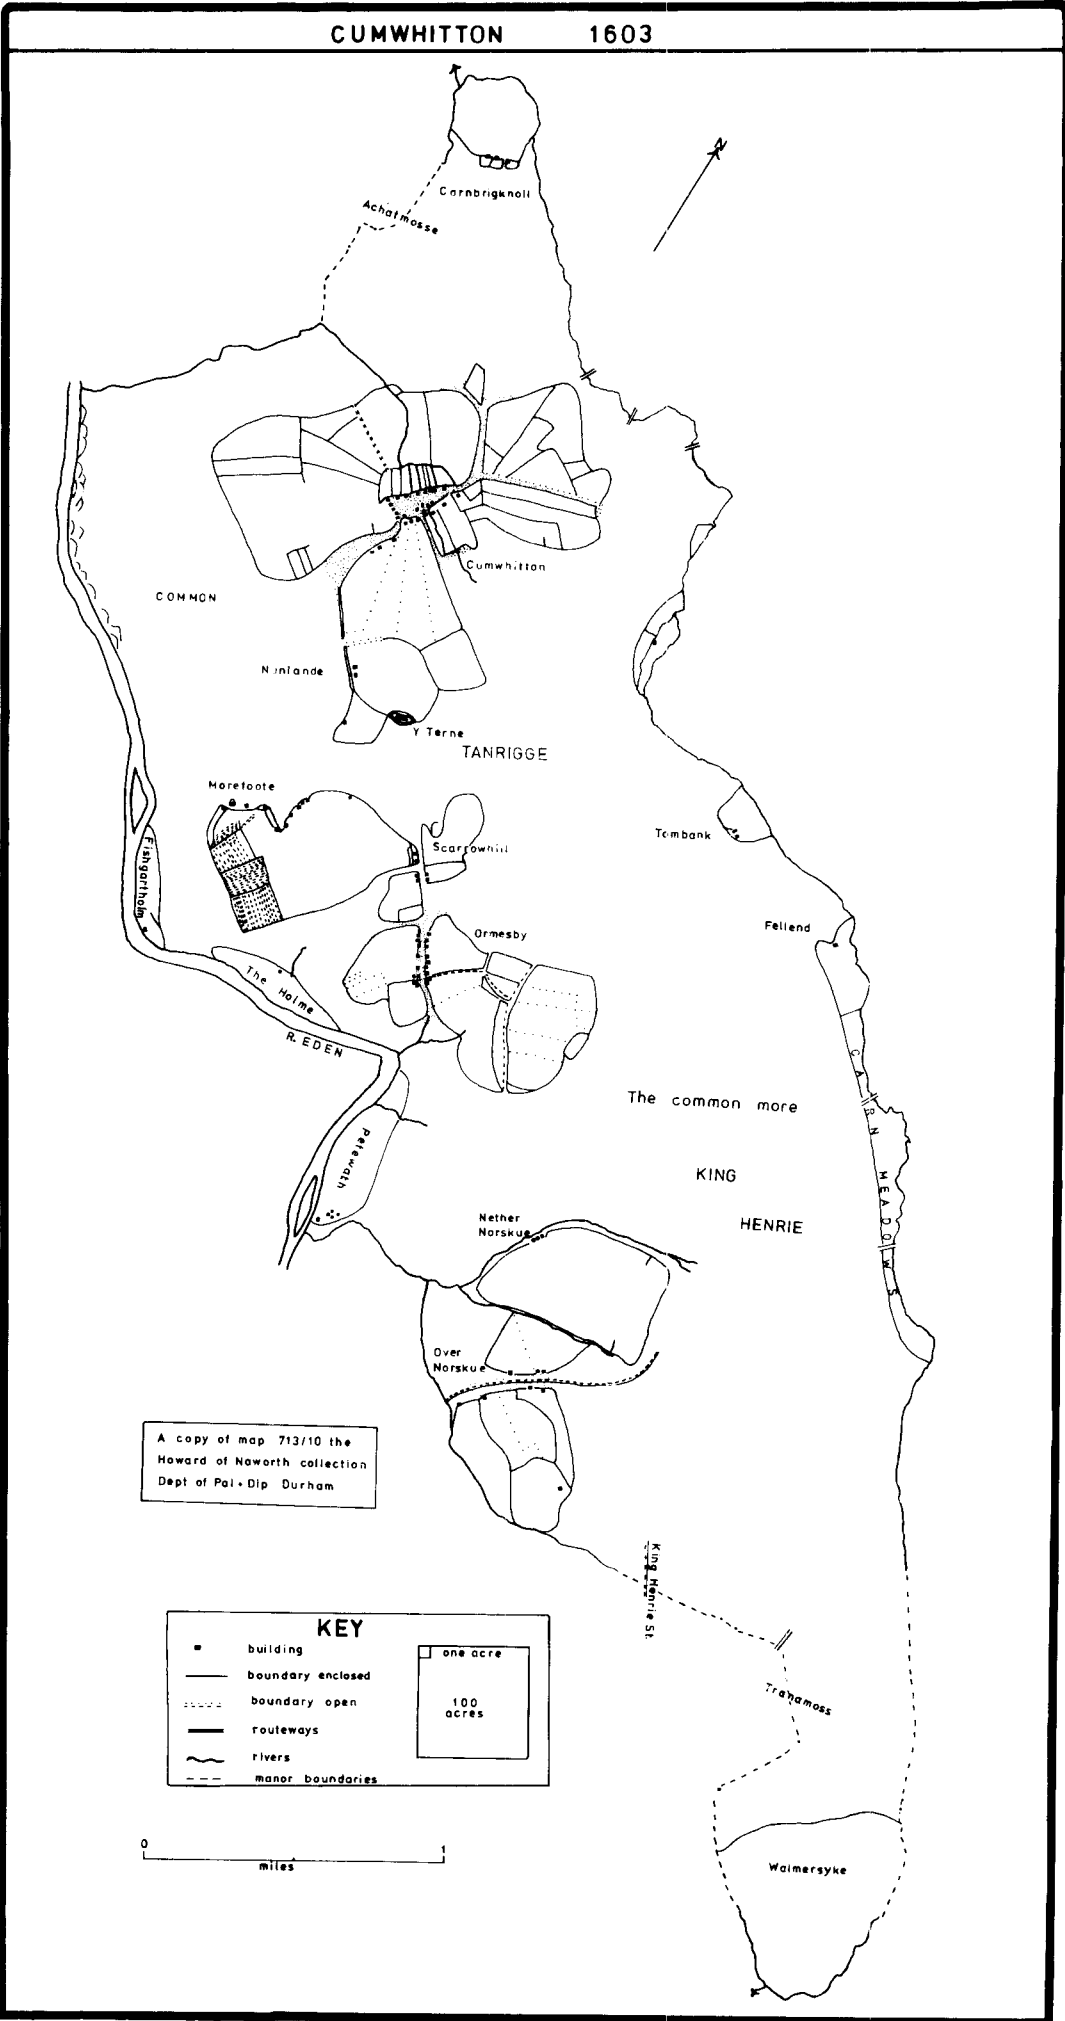 CUMWHITTON 1603
N
Carnbrigknoll
Achatmosse
Cumwhitton
COMMON
Nunlande
Y Terne
TANRIGGE
Morefoote
Tombank
Scarrowhill
Fishgartholm
Fellend
Ormesby
The Holme
R. EDEN
CAIRN MEADOWS
The common more
Petewath
KING
HENRIE
Nether
Norskue
Over
Norskue
A copy of map 713/10 the
Howard of Naworth collection
Dept of Pal + Dip Durham
King Henrie St.
KEY
building
one acre
boundary enclosed
boundary open
100
acres
routeways
rivers
manor boundaries
Tranamoss
0 1
miles
Walmersyke